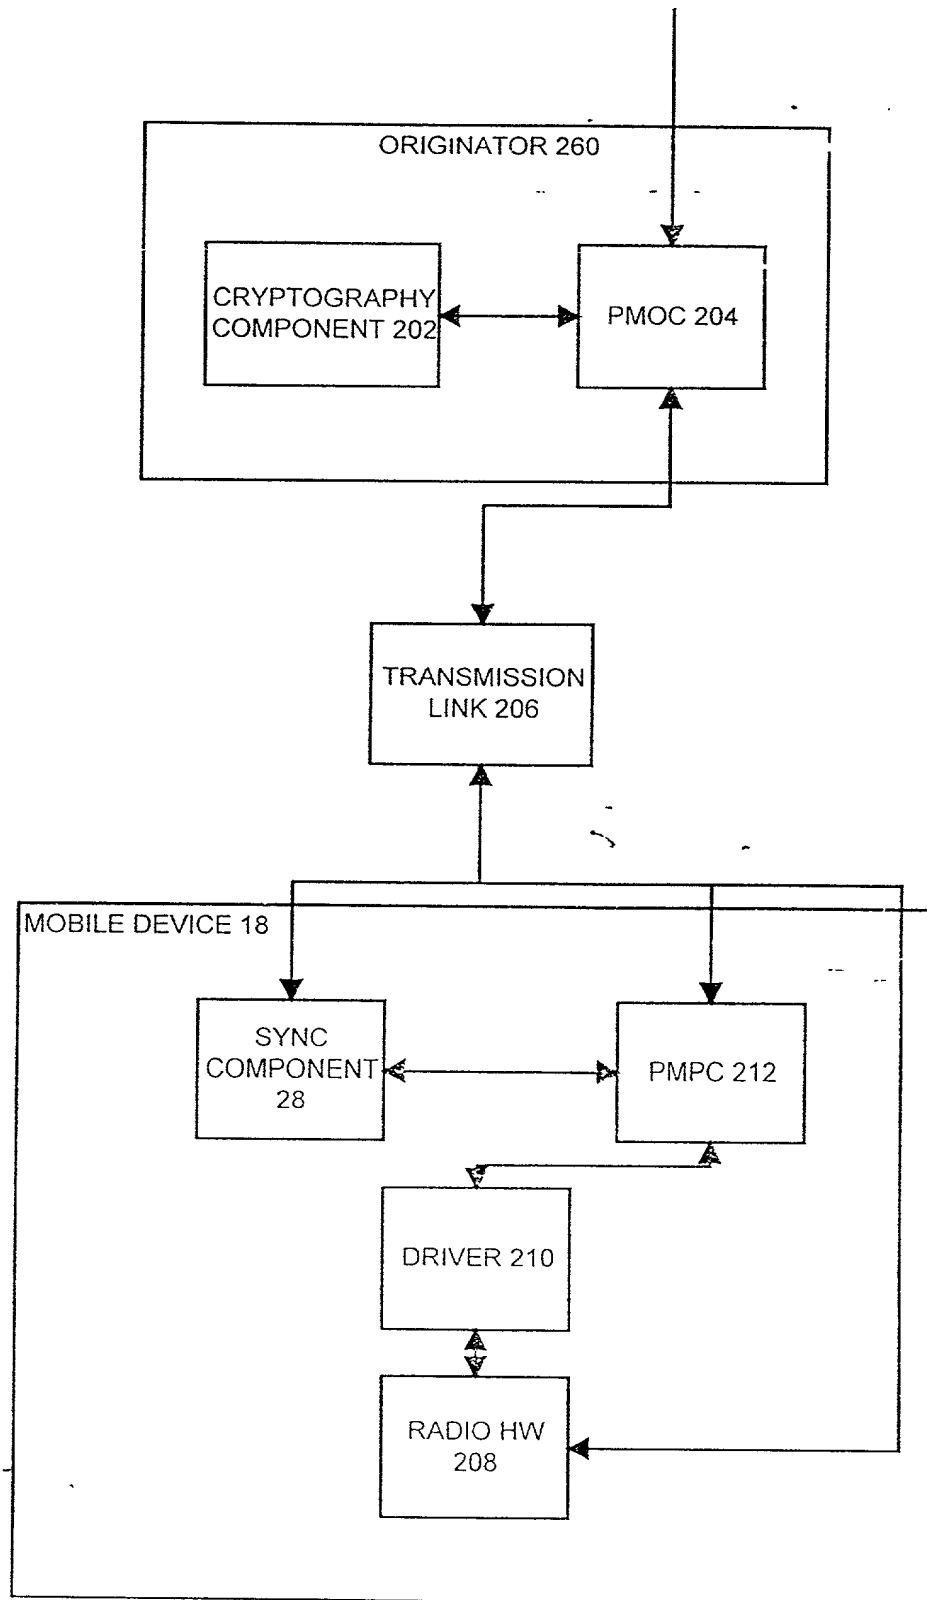 ORIGINATOR 260
CRYPTOGRAPHY
COMPONENT 202
PMOC 204
TRANSMISSION
LINK 206
MOBILE DEVICE 18
SYNC
COMPONENT
28
PMPC 212
DRIVER 210
RADIO HW
208